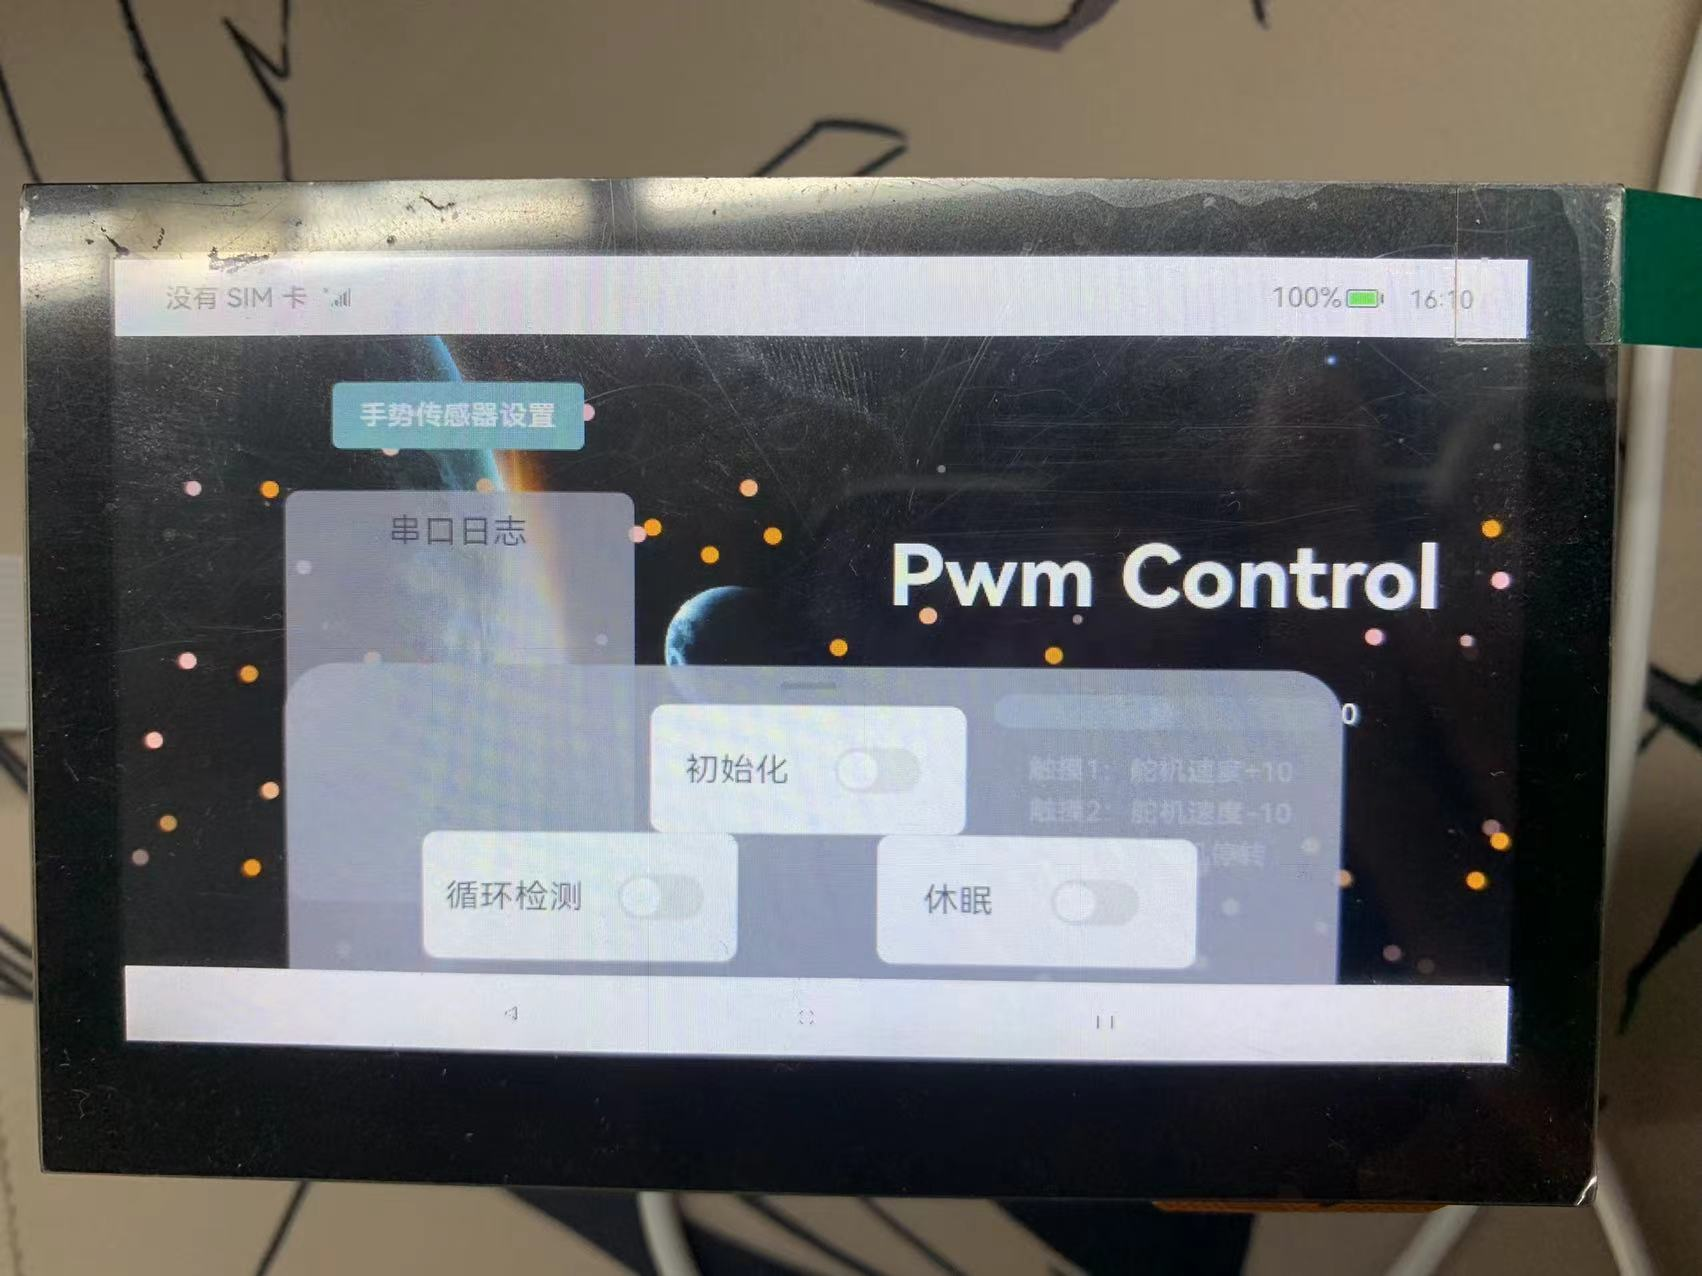 没有 SIM 卡
100%
16:10
手势传感器设置
串口日志
Pwm Control
0
初始化
触摸1: 舵机速度+10
触摸2: 舵机速度-10
机停转
循环检测
休眠